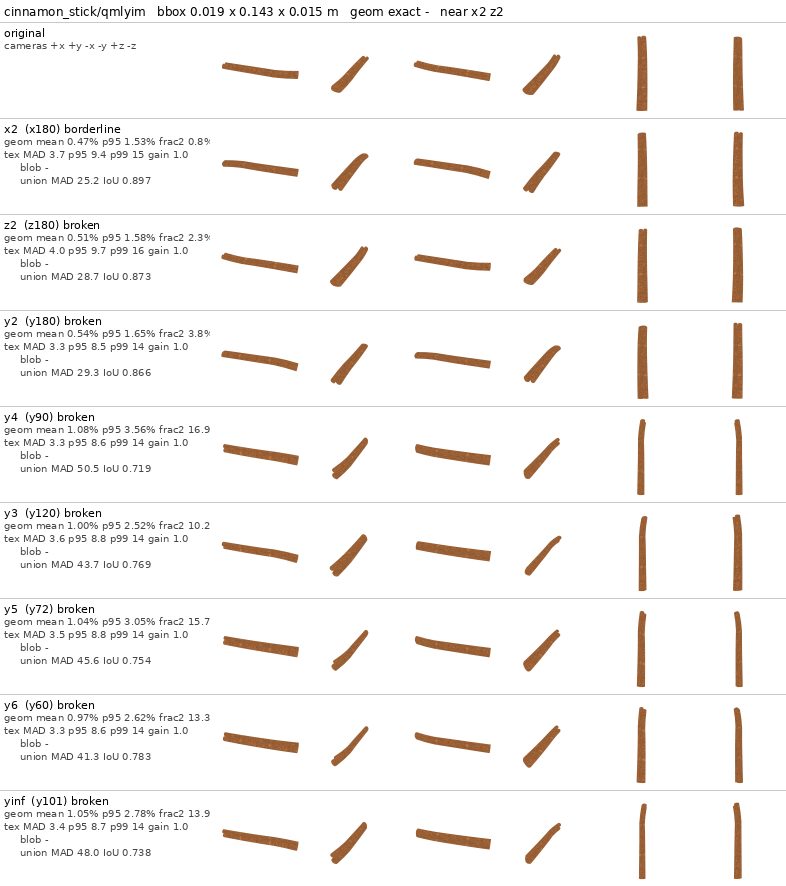 cinnamon_stick/qmlyim bbox 0.019 x 0.143 x 0.015 m geom exact - near x2 z2
original
cameras +x +y -x -y +z -z
x2 (x180) borderline
geom mean 0.47% p95 1.53% frac2 0.8%
tex MAD 3.7 p95 9.4 p99 15 gain 1.0
blob -
union MAD 25.2 IoU 0.897
z2 (z180) broken
geom mean 0.51% p95 1.58% frac2 2.3%
tex MAD 4.0 p95 9.7 p99 16 gain 1.0
blob -
union MAD 28.7 IoU 0.873
y2 (y180) broken
geom mean 0.54% p95 1.65% frac2 3.8%
tex MAD 3.3 p95 8.5 p99 14 gain 1.0
blob -
union MAD 29.3 IoU 0.866
y4 (y90) broken
geom mean 1.08% p95 3.56% frac2 16.9
tex MAD 3.3 p95 8.6 p99 14 gain 1.0
blob -
union MAD 50.5 IoU 0.719
y3 (y120) broken
geom mean 1.00% p95 2.52% frac2 10.2
tex MAD 3.6 p95 8.8 p99 14 gain 1.0
blob -
union MAD 43.7 IoU 0.769
y5 (y72) broken
geom mean 1.04% p95 3.05% frac2 15.7
tex MAD 3.5 p95 8.8 p99 14 gain 1.0
blob -
union MAD 45.6 IoU 0.754
y6 (y60) broken
geom mean 0.97% p95 2.62% frac2 13.3
tex MAD 3.3 p95 8.6 p99 14 gain 1.0
blob -
union MAD 41.3 IoU 0.783
yinf (y101) broken
geom mean 1.05% p95 2.78% frac2 13.9
tex MAD 3.4 p95 8.7 p99 14 gain 1.0
blob -
union MAD 48.0 IoU 0.738